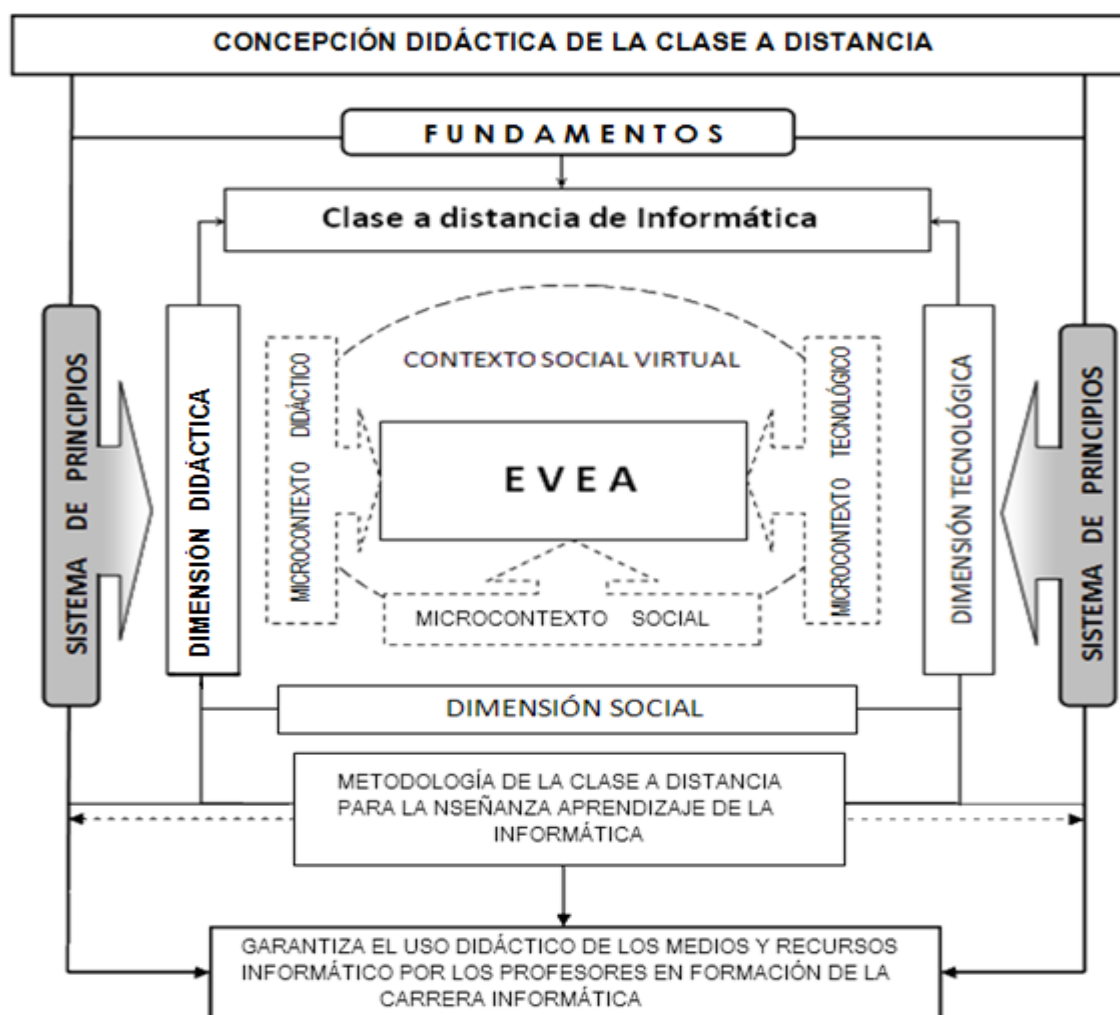 CONCEPCIÓN DIDÁCTICA DE LA CLASE A DISTANCIA
FUNDAMENTOS
Clase a distancia de Informática
SISTEMA DE PRINCIPIOS
DIMENSIÓN DIDÁCTICA
MICROCONTEXTO DIDÁCTICO
CONTEXTO SOCIAL VIRTUAL
EVEA
MICROCONTEXTO TECNOLÓGICO
DIMENSIÓN TECNOLÓGICA
SISTEMA DE PRINCIPIOS
MICROCONTEXTO SOCIAL
DIMENSIÓN SOCIAL
METODOLOGÍA DE LA CLASE A DISTANCIA
PARA LA NSEÑANZA APRENDIZAJE DE LA
INFORMÁTICA
GARANTIZA EL USO DIDÁCTICO DE LOS MEDIOS Y RECURSOS
INFORMÁTICO POR LOS PROFESORES EN FORMACIÓN DE LA
CARRERA INFORMÁTICA